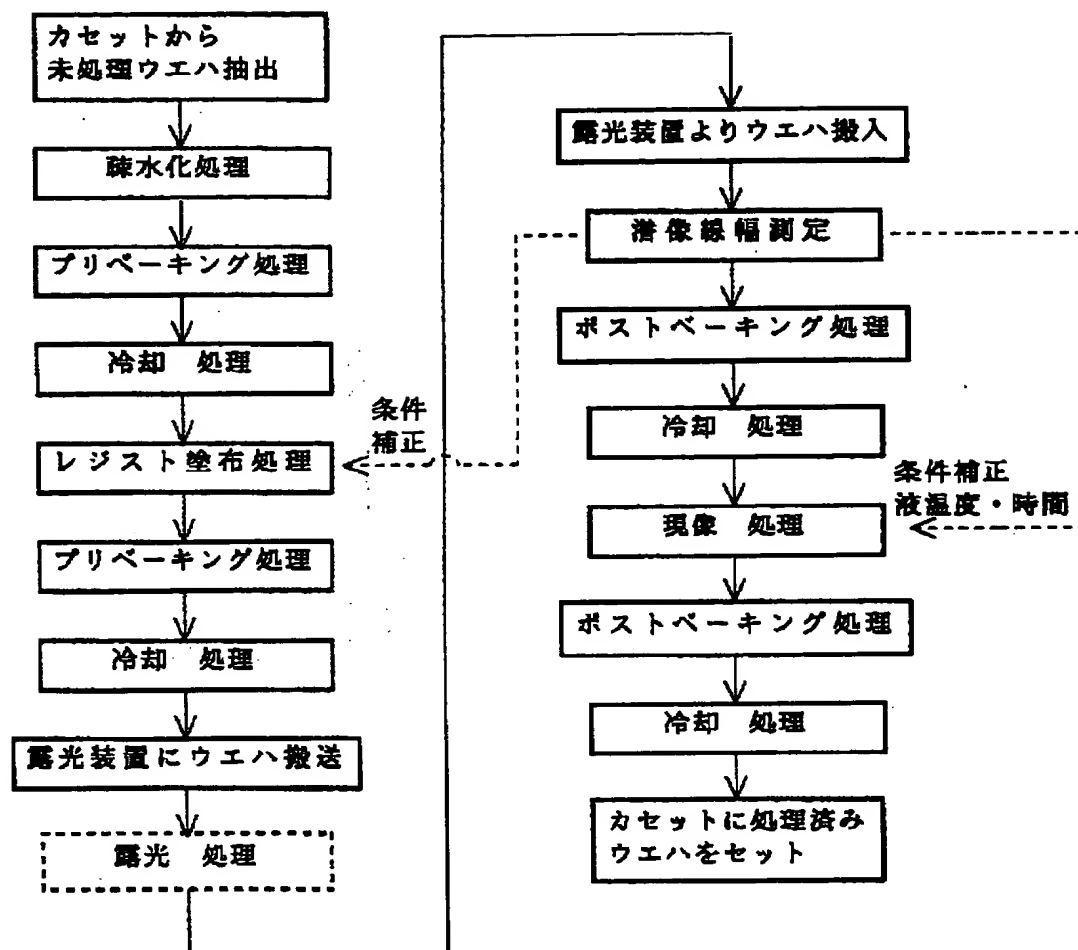 カセットから
未処理ウエハ抽出
疎水化処理
プリベーキング処理
冷却 処理
レジスト塗布処理
プリベーキング処理
冷却 処理
露光装置にウエハ搬送
露光 処理
条件
補正
露光装置よりウエハ搬入
潜像線幅測定
ポストベーキング処理
冷却 処理
現像 処理
ポストベーキング処理
冷却 処理
カセットに処理済み
ウエハをセット
条件補正
液温度・時間